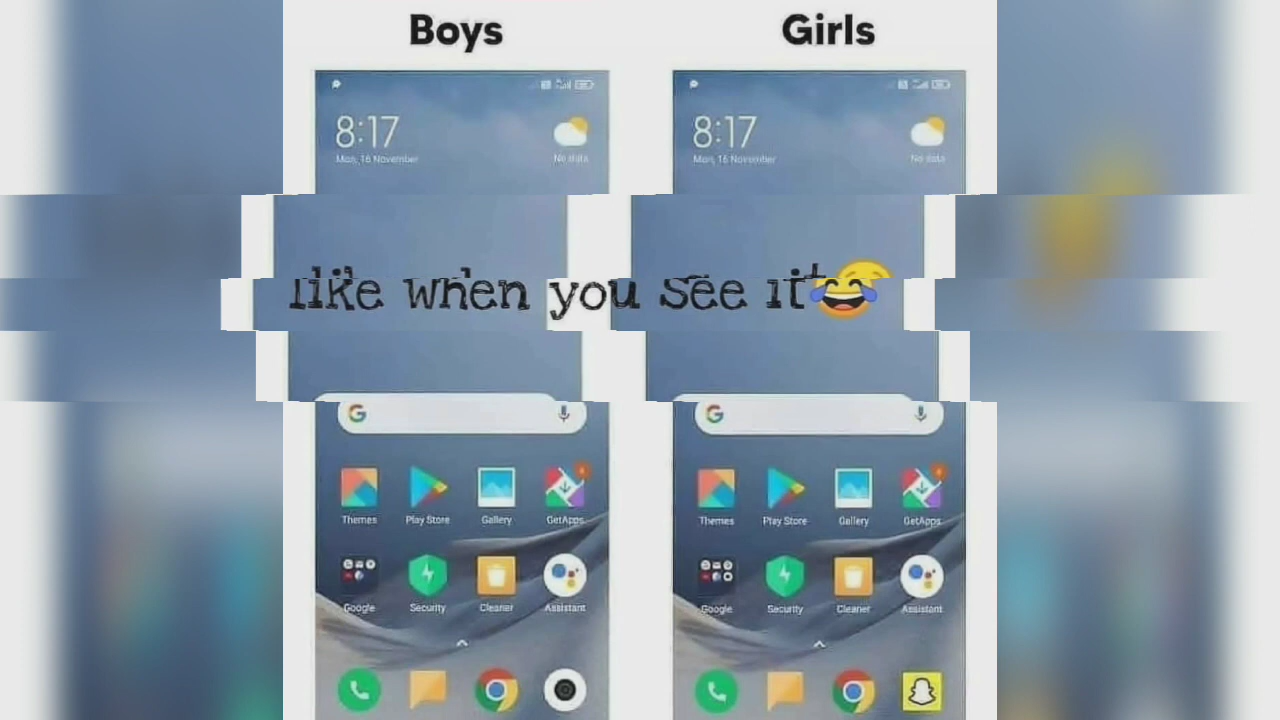 Boys Girls
8:17 8:17
Mon, 16 November No data Mon, 16 November No data
like when you see it😂
Themes Play Store Gallery GetApps Themes Play Store Gallery GetApps
Google Security Cleaner Assistant Google Security Cleaner Assistant